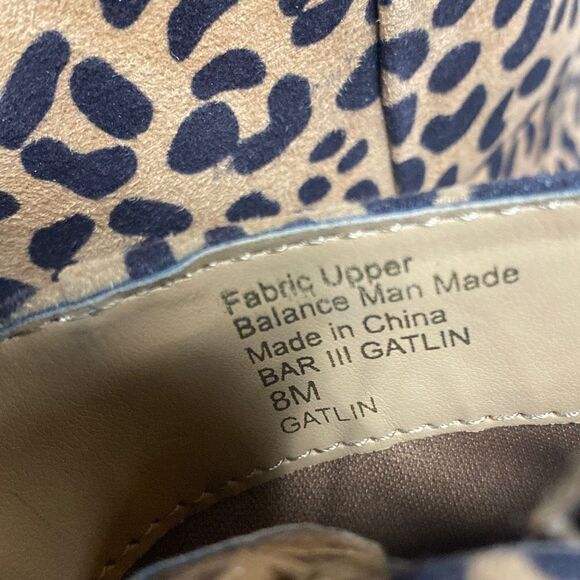 Fabric Upper
Balance Man Made
Made in China
BAR III GATLIN
8M
GATLIN